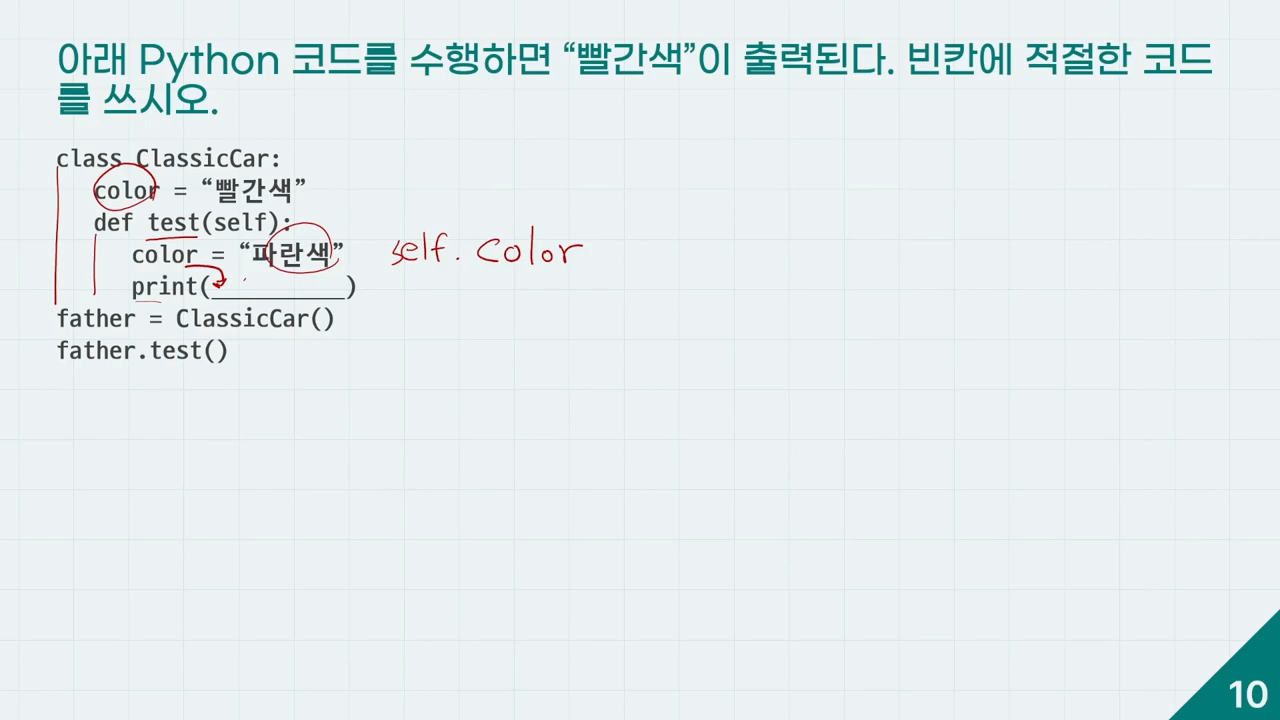 아래 Python 코드를 수행하면 “빨간색”이 출력된다. 빈칸에 적절한 코드
를 쓰시오.
class ClassicCar:
color = “빨간색”
def test(self):
color = “파란색”
self. color
print(__________)
father = ClassicCar()
father.test()
10